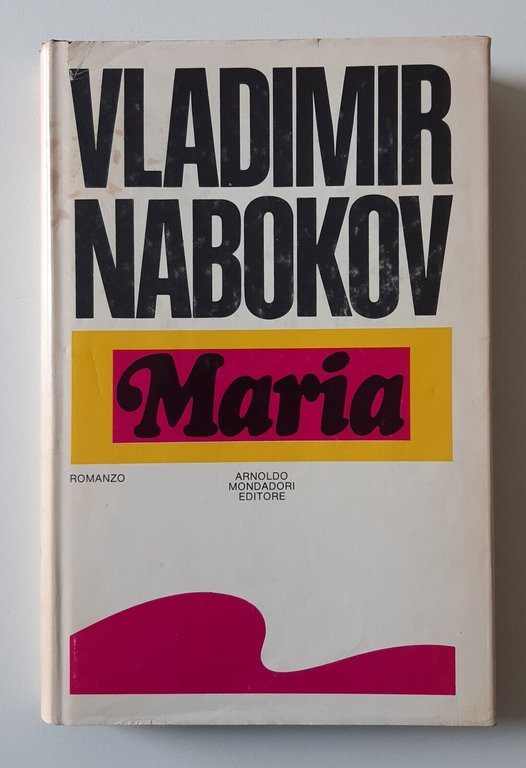 VLADIMIR
NABOKOV
Maria
ROMANZO
ARNOLDO
MONDADORI
EDITORE